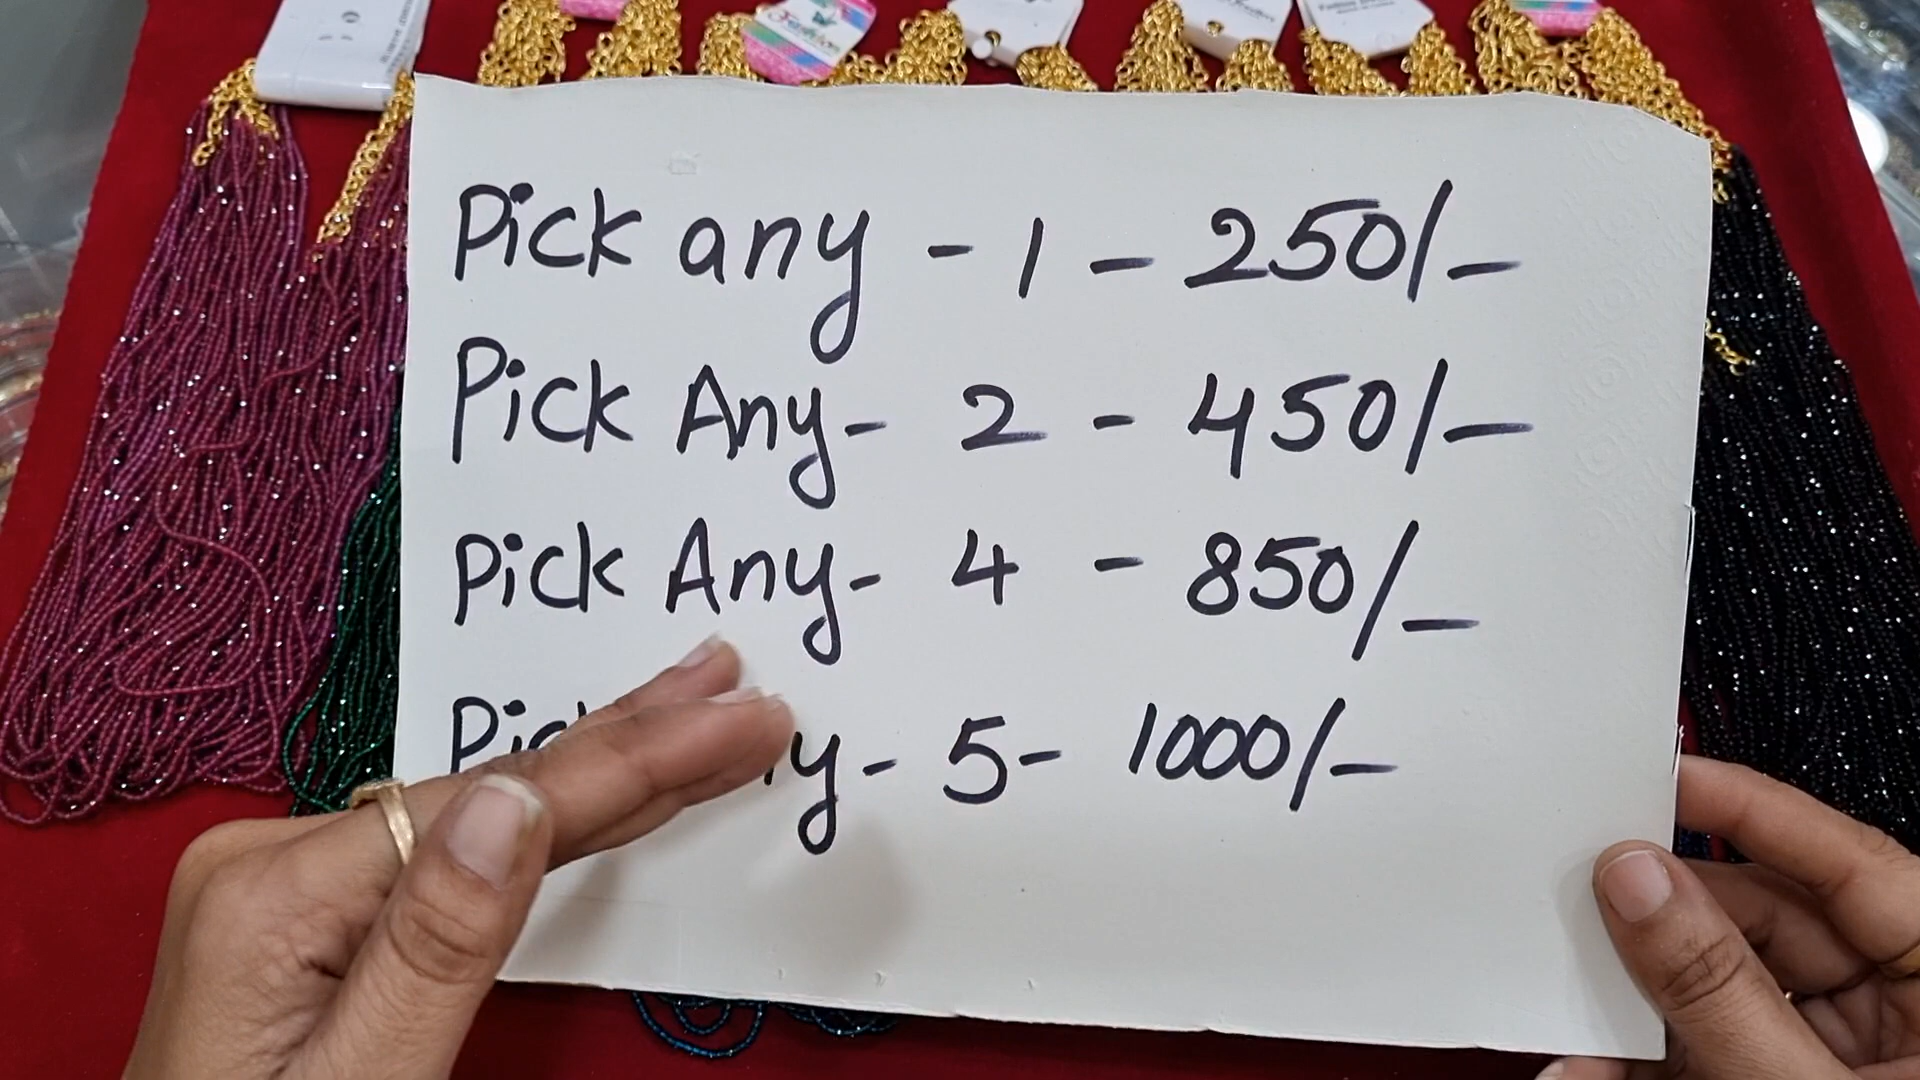 Pick any - 1 - 250/-
Pick Any - 2 - 450/-
Pick Any - 4 - 850/-
5 - 1000/-